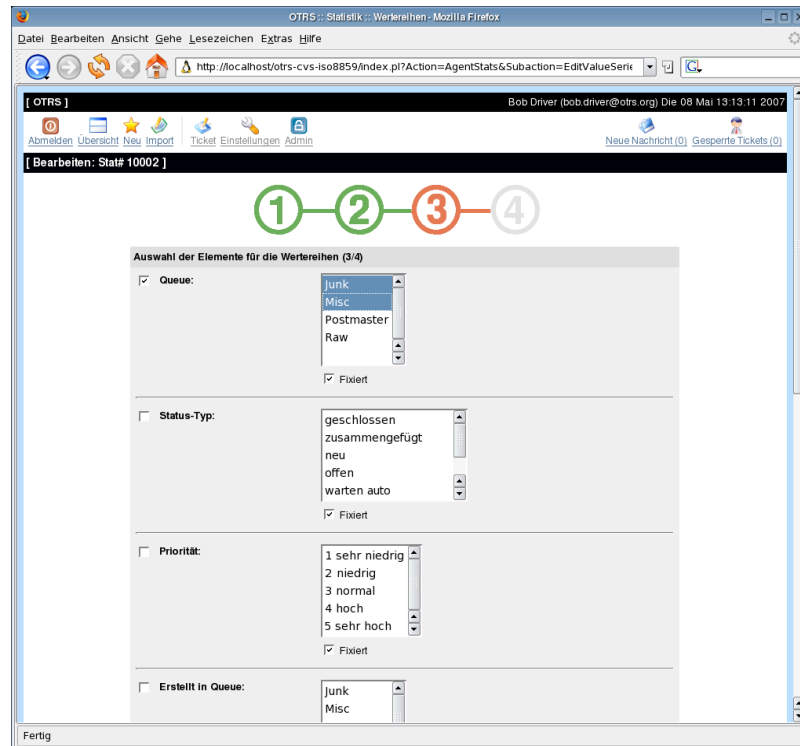 OTRS :: Statistik :: Wertereihen - Mozilla Firefox
Datei Bearbeiten Ansicht Gehe Lesezeichen Extras Hilfe
http://localhost/otrs-cvs-iso8859/index.pl?Action=AgentStats&Subaction=EditValueSerie
G
[ OTRS ] Bob Driver (bob.driver@otrs.org) Die 08 Mai 13:13:11 2007
Abmelden Übersicht Neu Import Ticket Einstellungen Admin Neue Nachricht (0) Gesperrte Tickets (0)
[ Bearbeiten: Stat# 10002 ]
1 2 3 4
Auswahl der Elemente für die Wertereihen (3/4)
Queue:
Junk
Misc
Postmaster
Raw
Fixiert
Status-Typ:
geschlossen
zusammengefügt
neu
offen
warten auto
Fixiert
Priorität:
1 sehr niedrig
2 niedrig
3 normal
4 hoch
5 sehr hoch
Fixiert
Erstellt in Queue:
Junk
Misc
Fertig